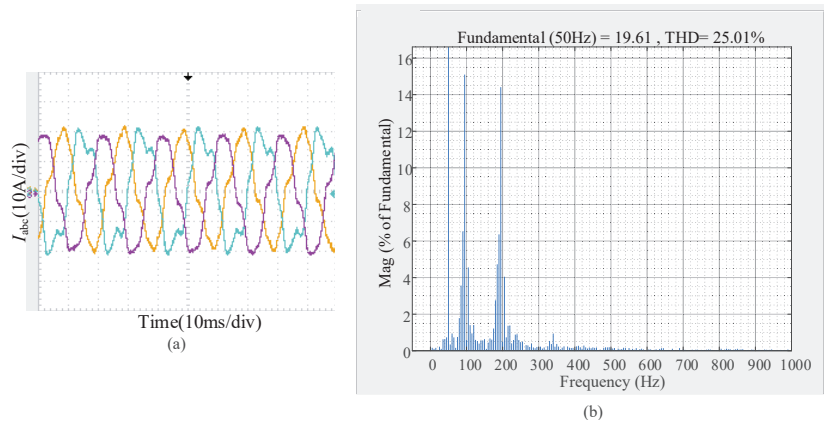 I_abc(10A/div)
Time(10ms/div)
(a)
Fundamental (50Hz) = 19.61 , THD= 25.01%
Mag (% of Fundamental)
16
14
12
10
8
6
4
2
0
0 100 200 300 400 500 600 700 800 900 1000
Frequency (Hz)
(b)